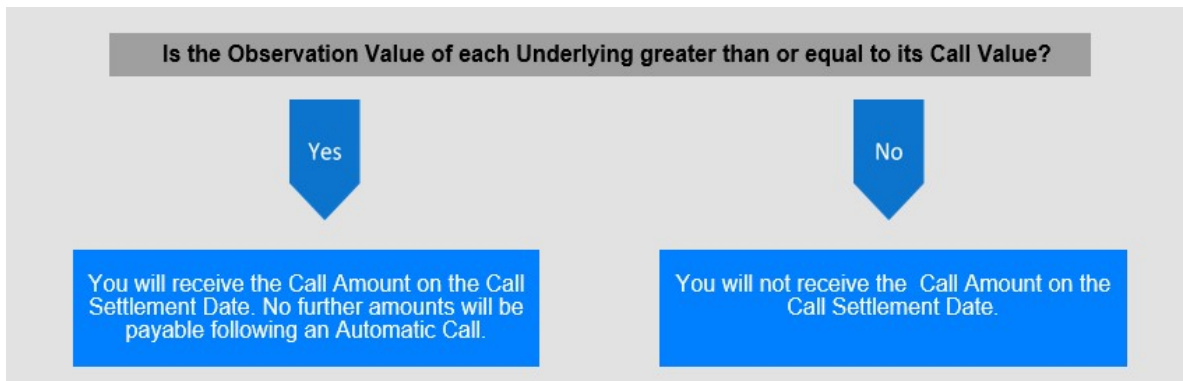 Is the Observation Value of each Underlying greater than or equal to its Call Value?
Yes
No
You will receive the Call Amount on the Call
Settlement Date. No further amounts will be
payable following an Automatic Call.
You will not receive the  Call Amount on the
Call Settlement Date.